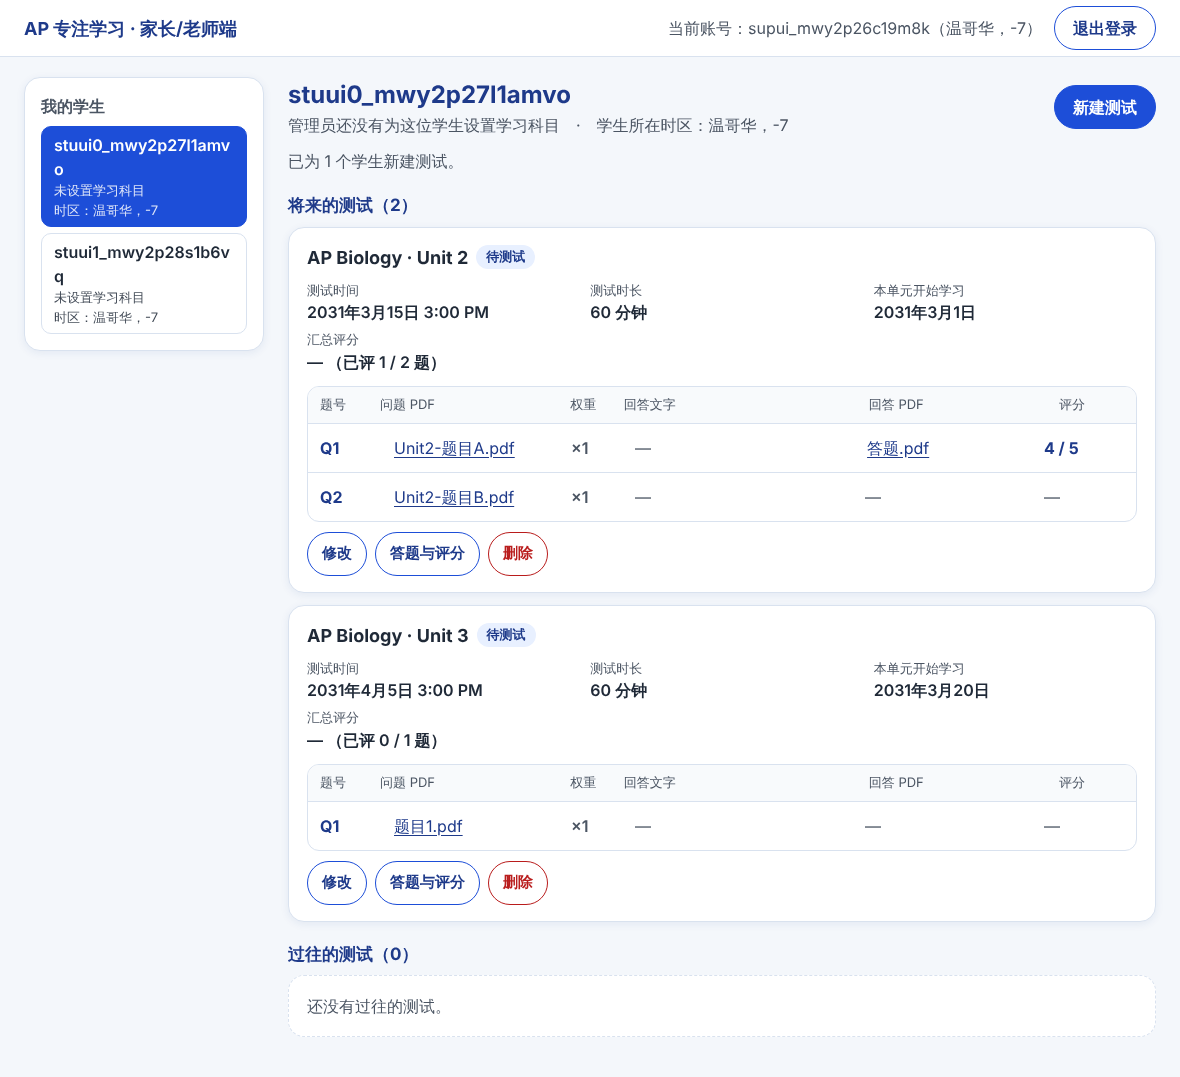 AP 专注学习 · 家长/老师端
当前账号：supui_mwy2p26c19m8k（温哥华，-7）
退出登录
我的学生
stuui0_mwy2p27l1amv
o
未设置学习科目
时区：温哥华，-7
stuui1_mwy2p28s1b6v
q
未设置学习科目
时区：温哥华，-7
stuui0_mwy2p27l1amvo
新建测试
管理员还没有为这位学生设置学习科目 · 学生所在时区：温哥华，-7
已为 1 个学生新建测试。
将来的测试（2）
AP Biology · Unit 2 待测试
测试时间 测试时长 本单元开始学习
2031年3月15日 3:00 PM 60 分钟 2031年3月1日
汇总评分
— （已评 1 / 2 题）
题号 问题 PDF 权重 回答文字 回答 PDF 评分
Q1 Unit2-题目A.pdf ×1 — 答题.pdf 4 / 5
Q2 Unit2-题目B.pdf ×1 — — —
修改 答题与评分 删除
AP Biology · Unit 3 待测试
测试时间 测试时长 本单元开始学习
2031年4月5日 3:00 PM 60 分钟 2031年3月20日
汇总评分
— （已评 0 / 1 题）
题号 问题 PDF 权重 回答文字 回答 PDF 评分
Q1 题目1.pdf ×1 — — —
修改 答题与评分 删除
过往的测试（0）
还没有过往的测试。